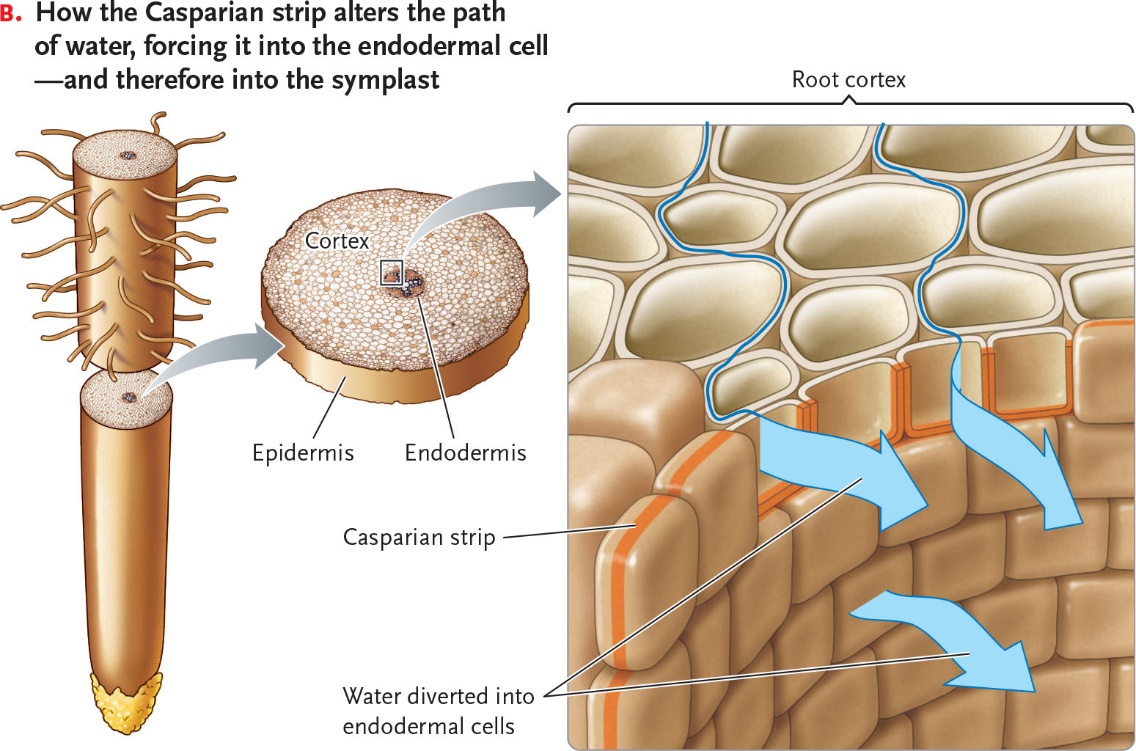 B. How the Casparian strip alters the path
of water, forcing it into the endodermal cell
—and therefore into the symplast
Root cortex
Cortex
Epidermis
Endodermis
Casparian strip
Water diverted into
endodermal cells